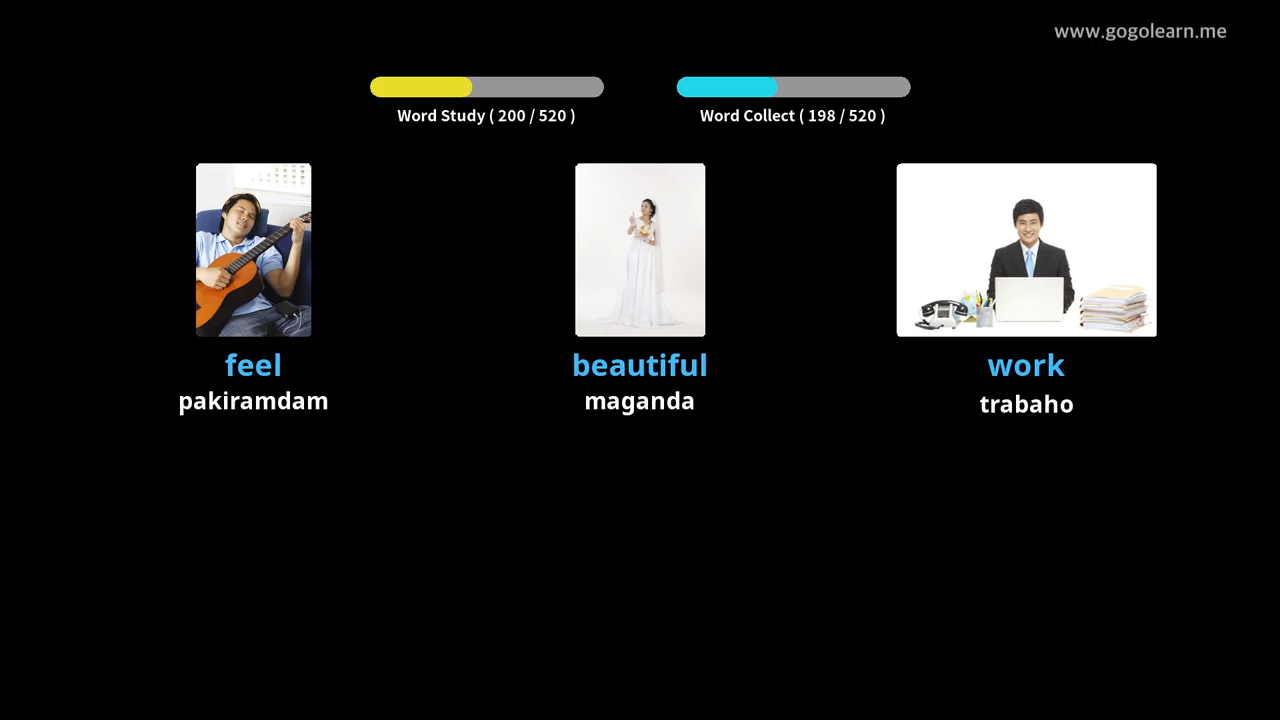 www.gogolearn.me
Word Study ( 200 / 520 )
Word Collect ( 198 / 520 )
feel
pakiramdam
beautiful
maganda
work
trabaho